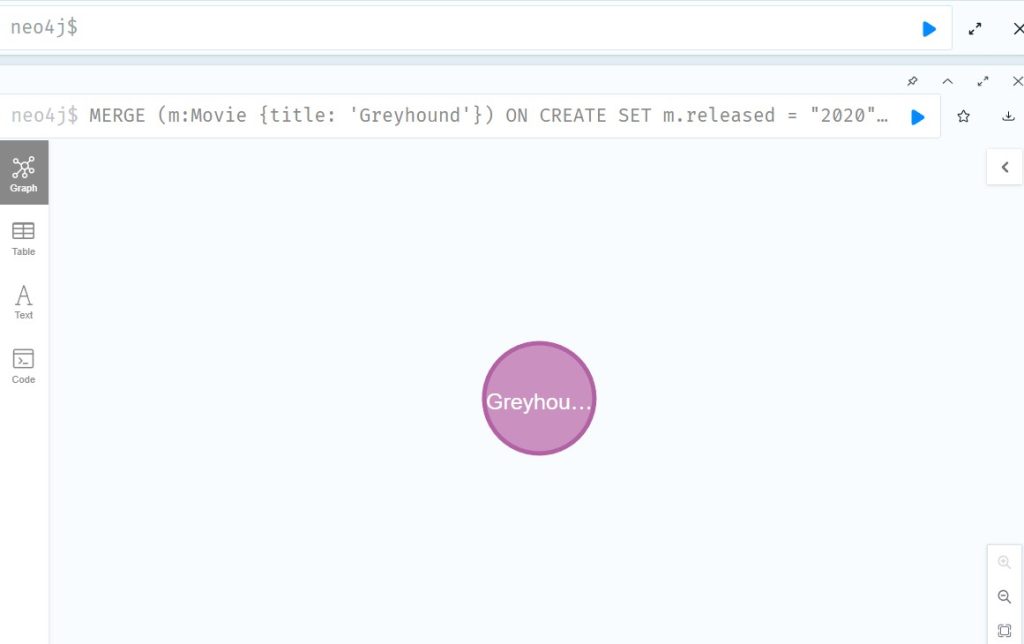 neo4j$
neo4j$ MERGE (m:Movie {title: 'Greyhound'}) ON CREATE SET m.released = "2020"…
Graph
Table
A
Text
Code
Greyhou…